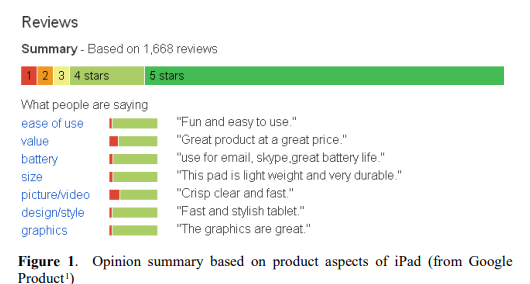 Reviews
Summary - Based on 1,668 reviews
1 2 3 4 stars 5 stars
What people are saying
ease of use "Fun and easy to use."
value "Great product at a great price."
battery "use for email, skype,great battery life."
size "This pad is light weight and very durable."
picture/video "Crisp clear and fast."
design/style "Fast and stylish tablet."
graphics "The graphics are great."
Figure 1. Opinion summary based on product aspects of iPad (from Google
Product¹)